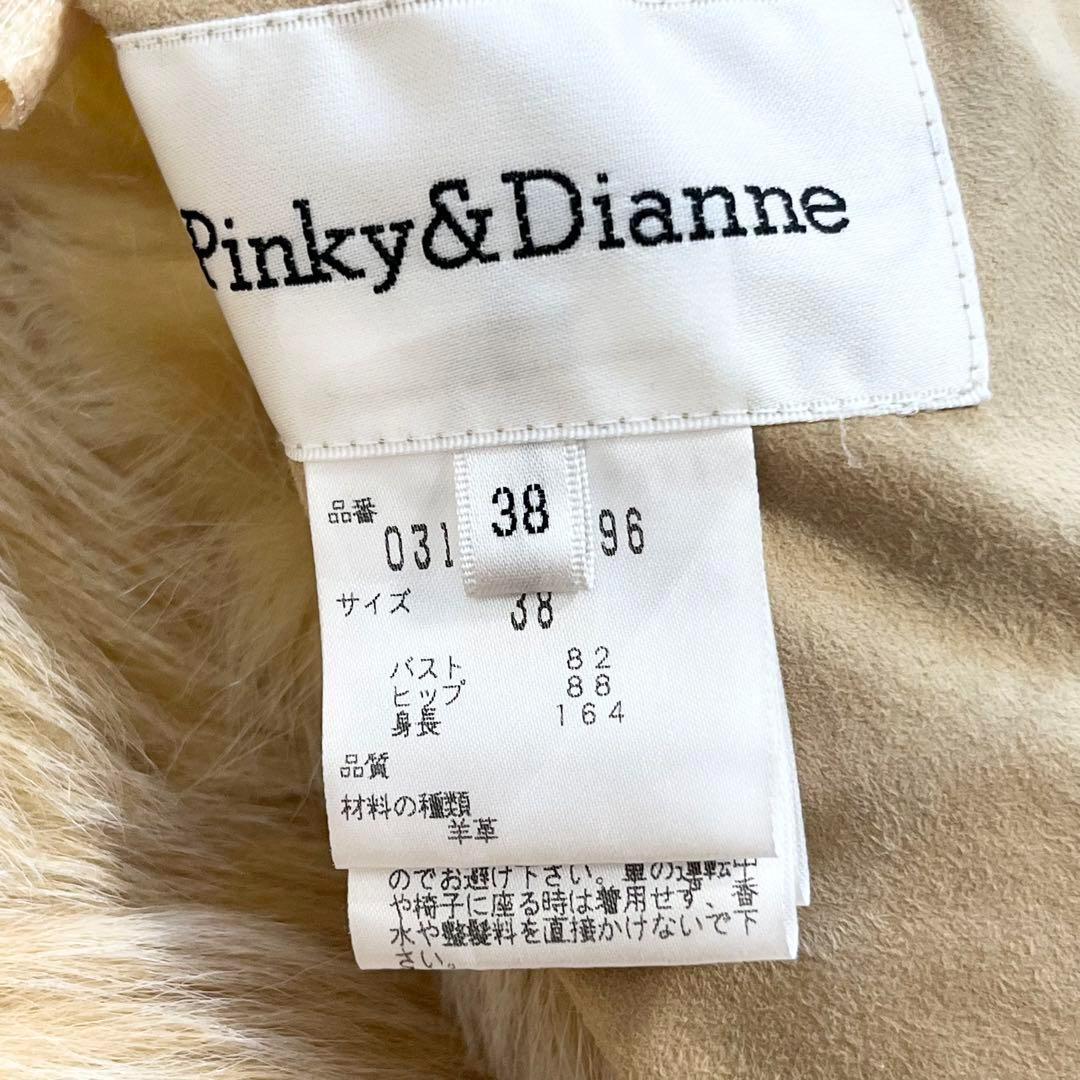 Pinky&Dianne
38
品番
031 96
サイズ 38
バスト 82
ヒップ 88
身長 164
品質
材料の種類
羊革
のでお避け下さい。車の運転中
や椅子に座る時は着用せず、香
水や整髪料を直接かけないで下
さい。